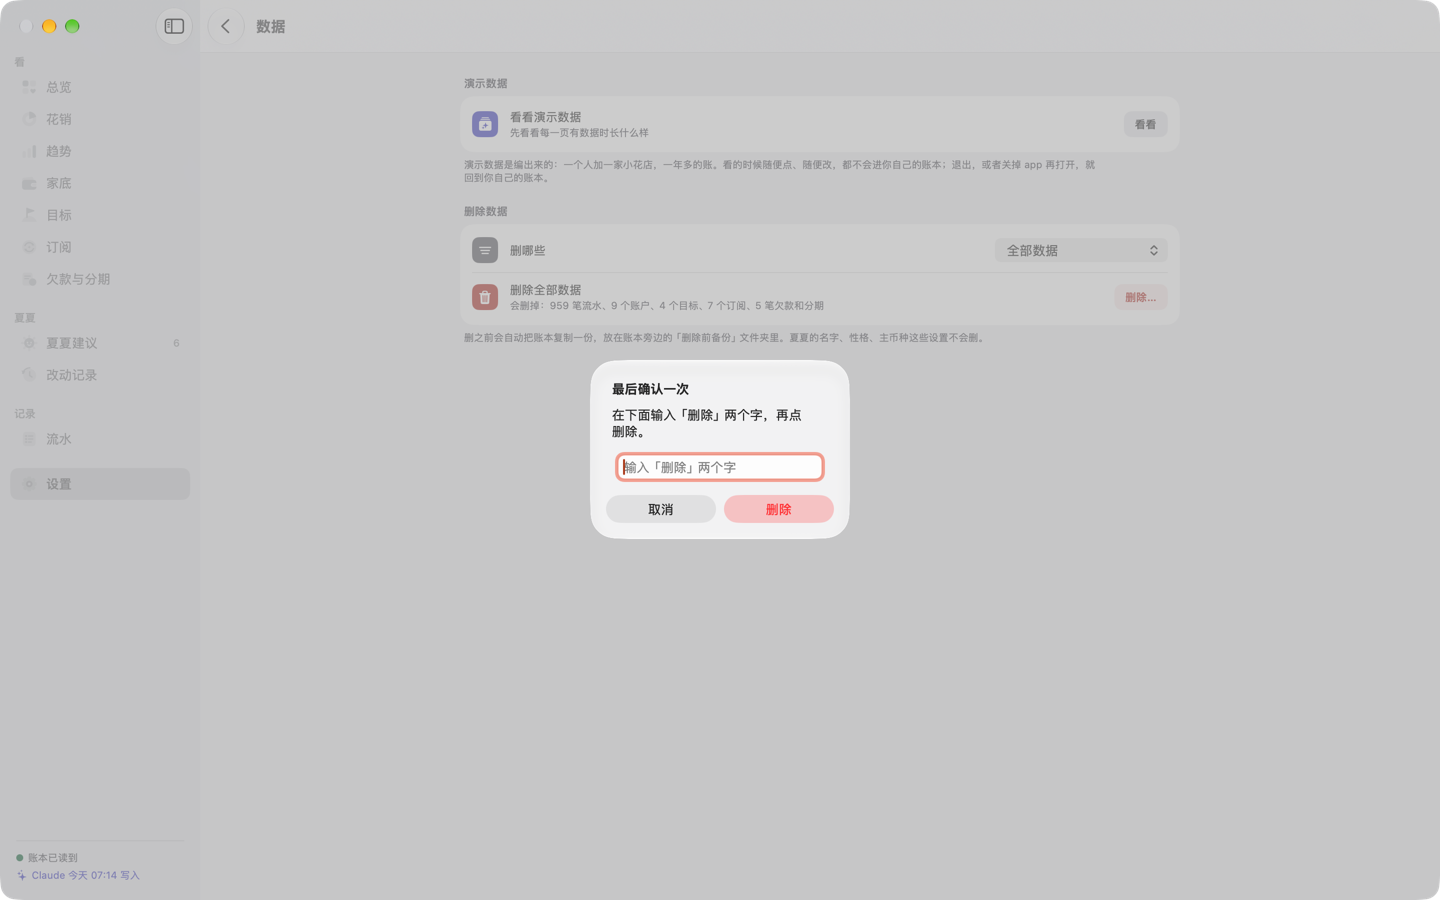 数据
看
总览
花销
趋势
家底
目标
订阅
欠款与分期
夏夏
夏夏建议 6
改动记录
记录
流水
设置
账本已读到
Claude 今天 07:14 写入
演示数据
看看演示数据
先看看每一页有数据时长什么样
看看
演示数据是编出来的：一个人加一家小花店，一年多的账。看的时候随便点、随便改，都不会进你自己的账本；退出，或者关掉 app 再打开，就
回到你自己的账本。
删除数据
删哪些
全部数据
删除全部数据
会删掉：959 笔流水、9 个账户、4 个目标、7 个订阅、5 笔欠款和分期
删除...
删之前会自动把账本复制一份，放在账本旁边的「删除前备份」文件夹里。夏夏的名字、性格、主币种这些设置不会删。
最后确认一次
在下面输入「删除」两个字，再点
删除。
输入「删除」两个字
取消
删除